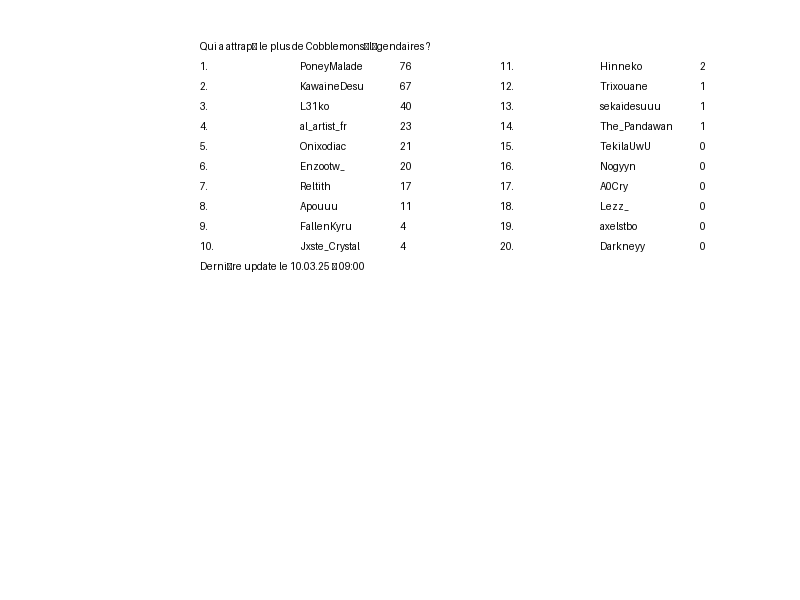 Qui a attrap▯ le plus de Cobblemons▯l▯gendaires ?
1. PoneyMalade 76 11. Hinneko 2
2. KawaineDesu 67 12. Trixouane 1
3. L31ko 40 13. sekaidesuuu 1
4. al_artist_fr 23 14. The_Pandawan 1
5. Onixodiac 21 15. TekilaUwU 0
6. Enzootw_ 20 16. Nogyyn 0
7. Reltith 17 17. A0Cry 0
8. Apouuu 11 18. Lezz_ 0
9. FallenKyru 4 19. axelstbo 0
10. Jxste_Crystal 4 20. Darkneyy 0
Derni▯re update le 10.03.25 ▯ 09:00